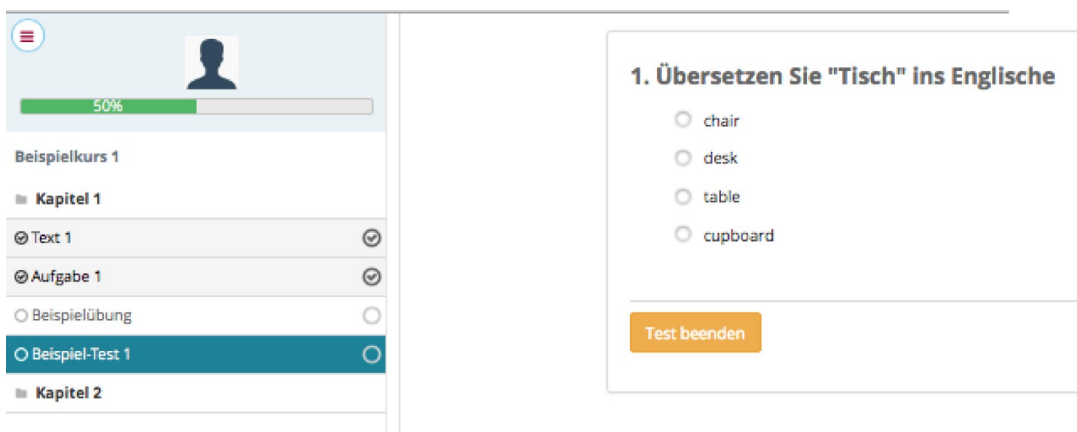 50%
Beispielkurs 1
Kapitel 1
Text 1
Aufgabe 1
Beispielübung
Beispiel-Test 1
Kapitel 2
1. Übersetzen Sie "Tisch" ins Englische
chair
desk
table
cupboard
Test beenden